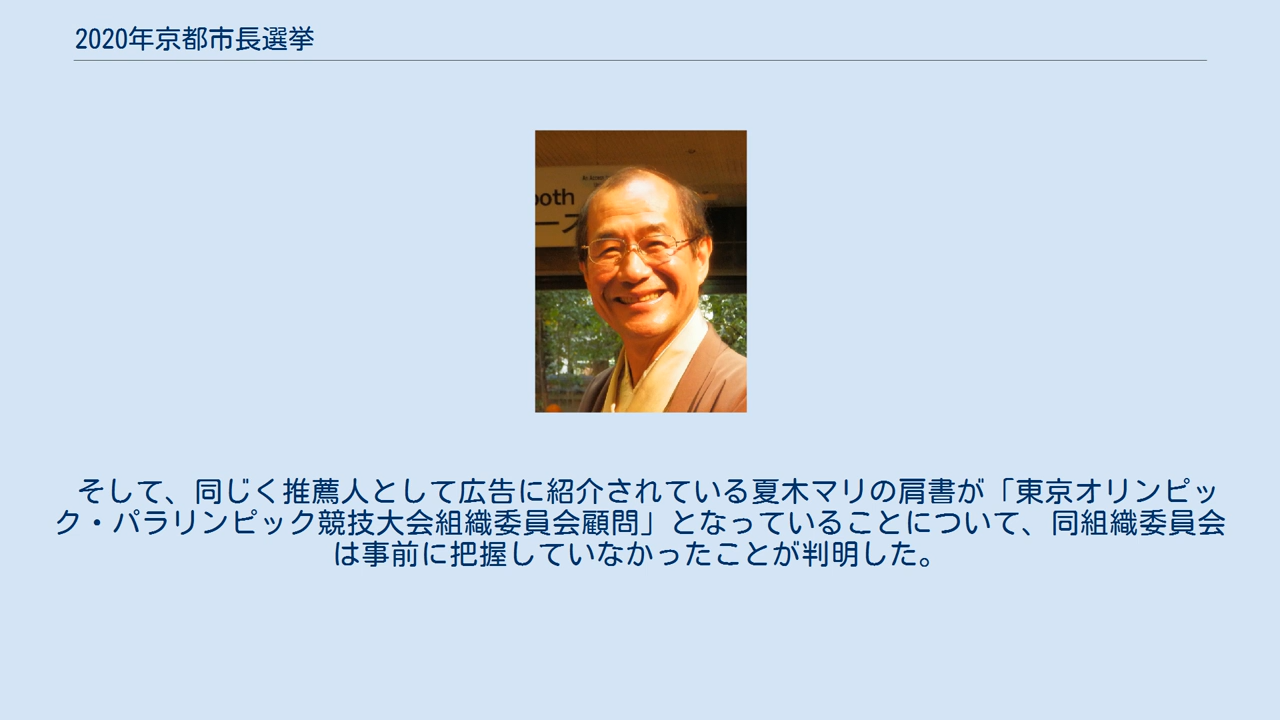 2020年京都市長選挙
ooth
ース
そして、同じく推薦人として広告に紹介されている夏木マリの肩書が「東京オリンピッ
ク・パラリンピック競技大会組織委員会顧問」となっていることについて、同組織委員会
は事前に把握していなかったことが判明した。